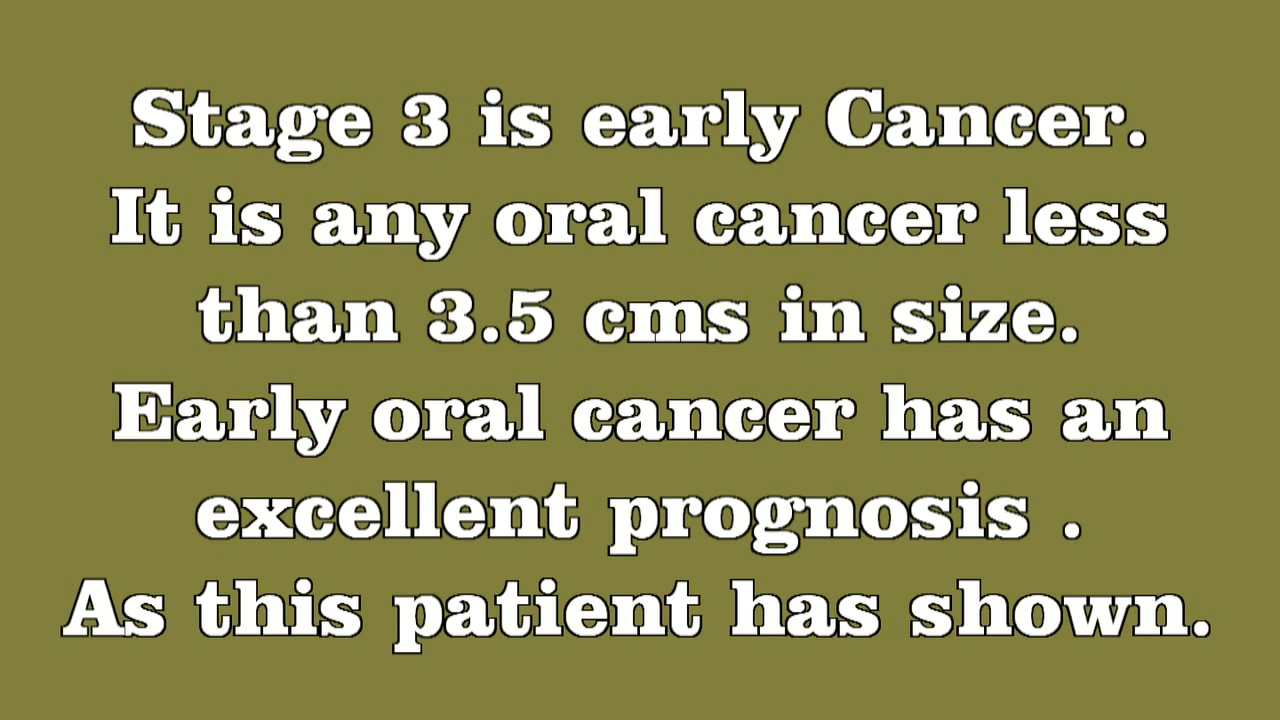 Stage 3 is early Cancer.
It is any oral cancer less
than 3.5 cms in size.
Early oral cancer has an
excellent prognosis .
As this patient has shown.